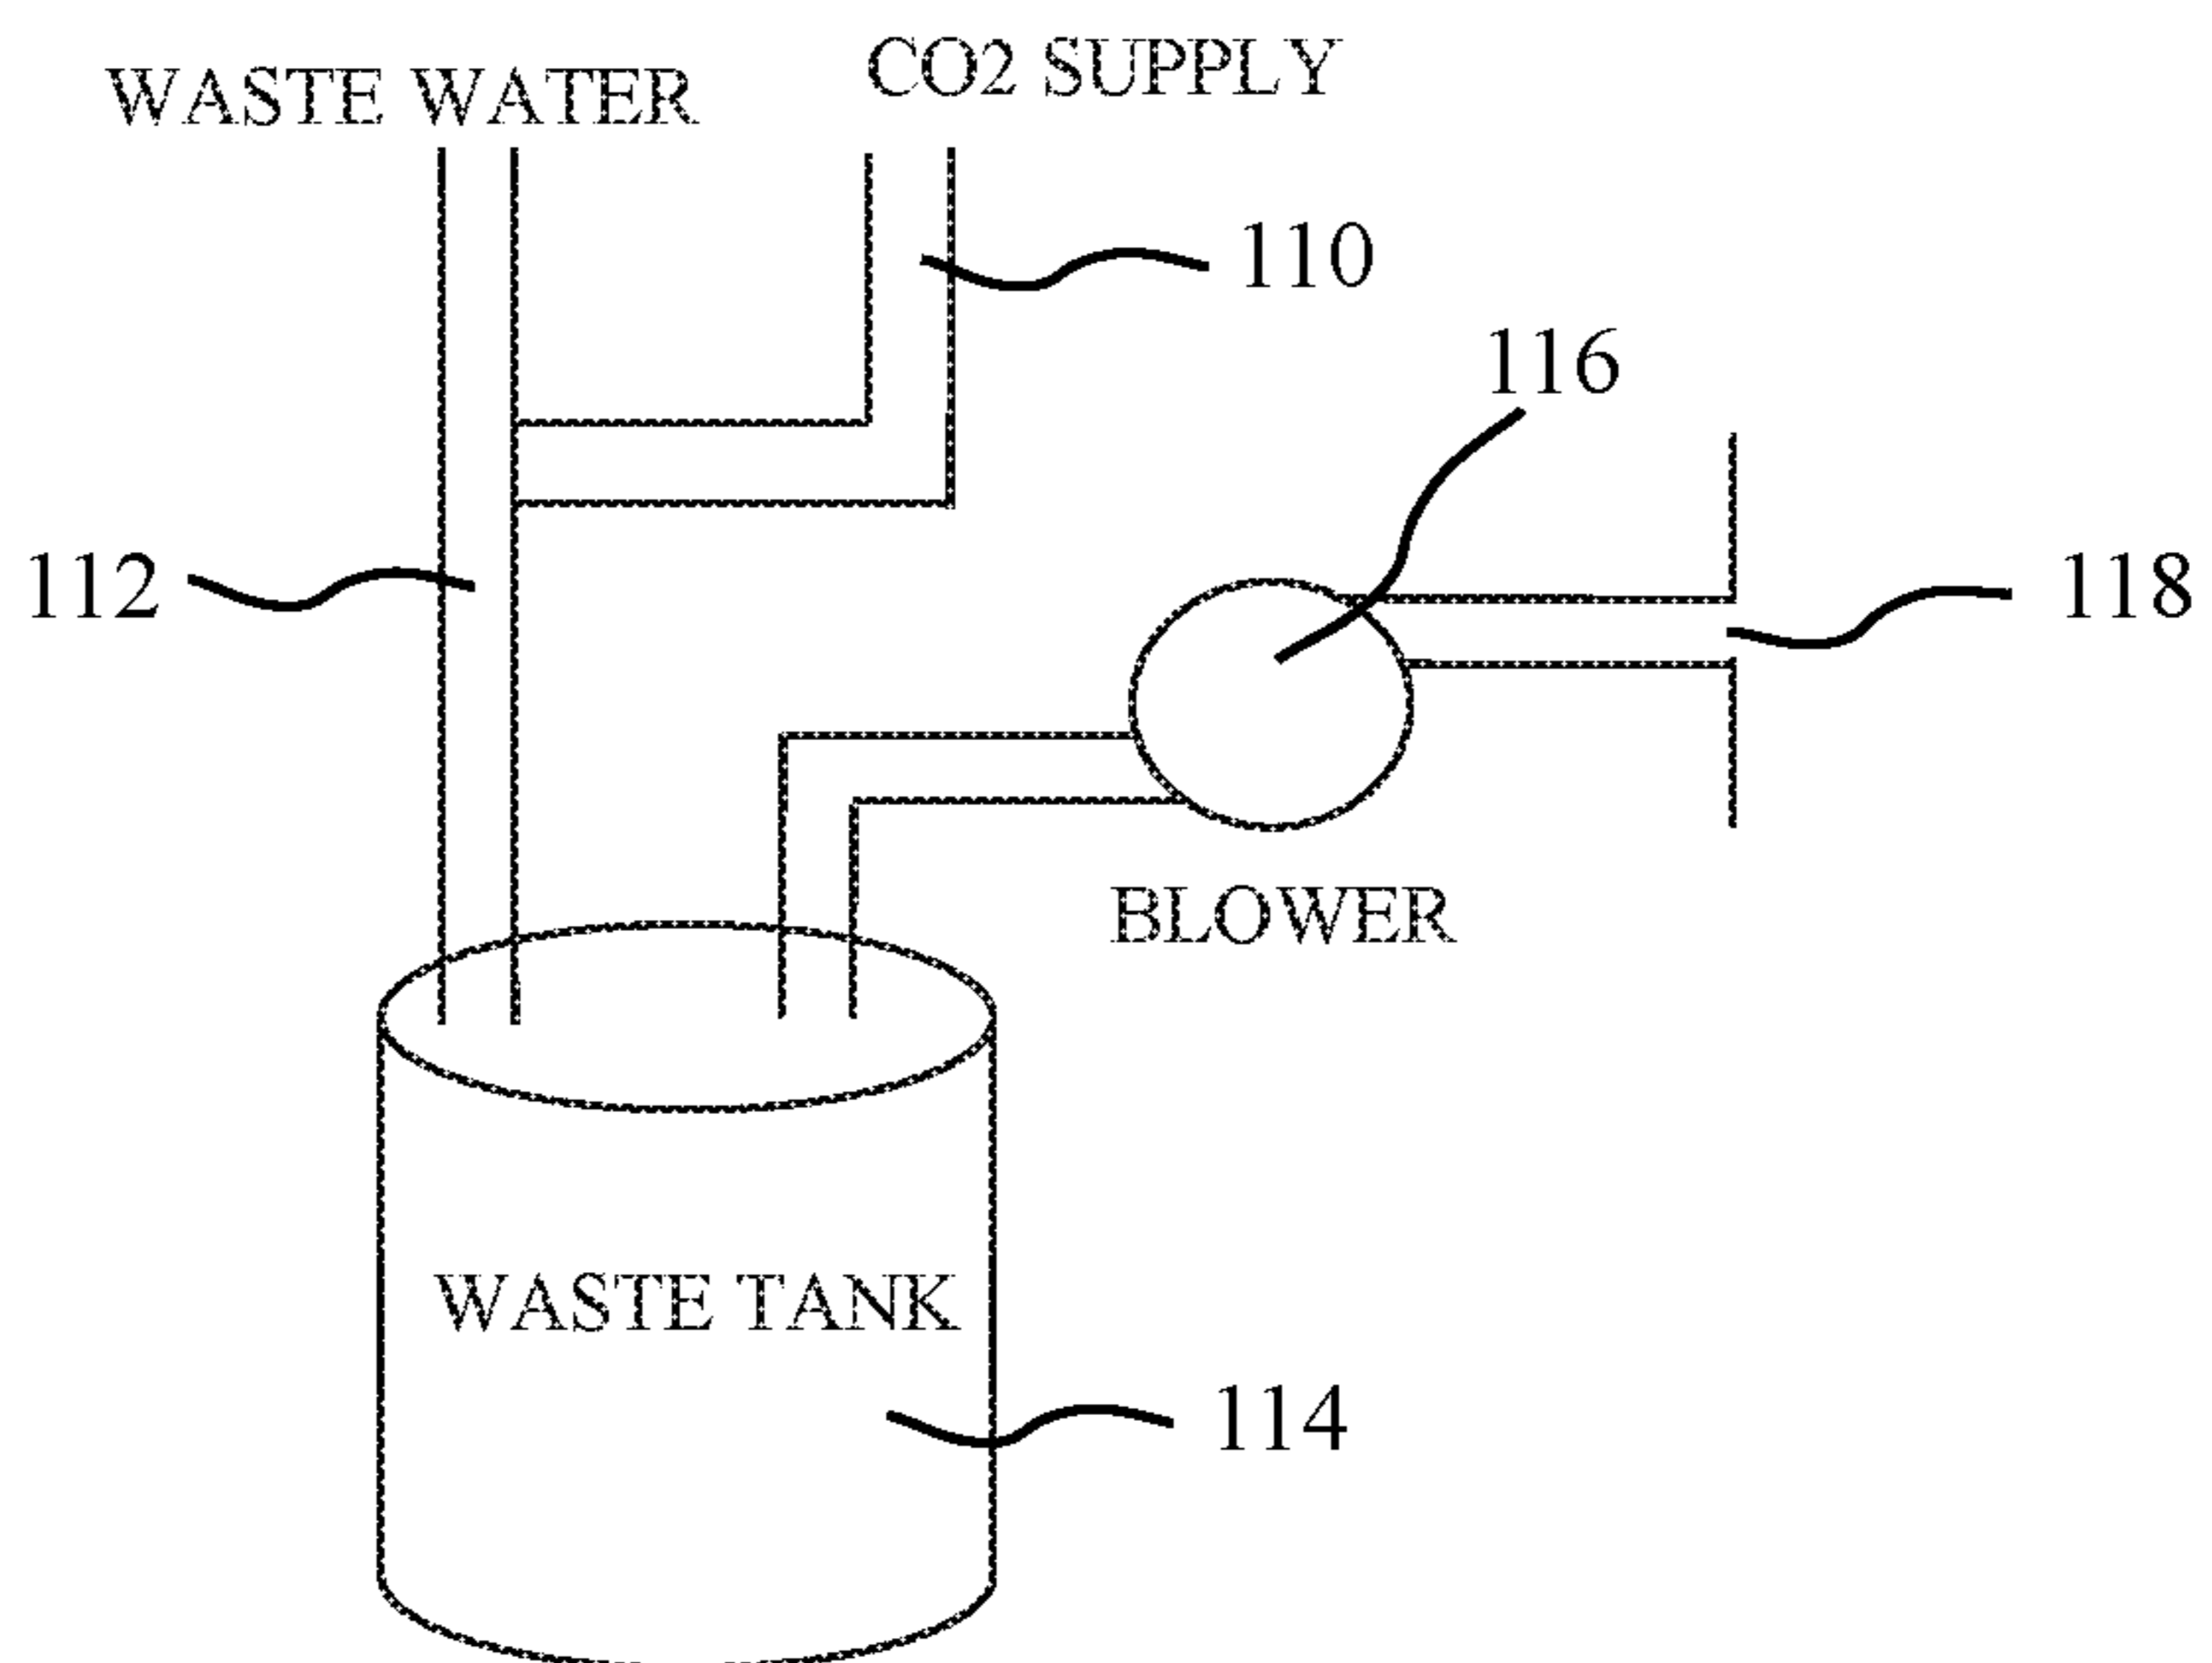 CO2 SUPPLY
WASTE WATER
110
116
112
118
BLOWER
WASTE TANK
114